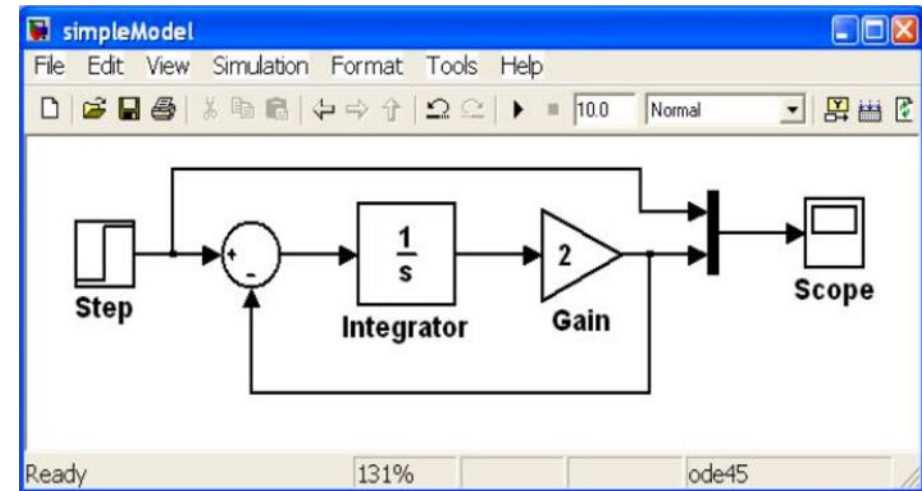 simpleModel
File Edit View Simulation Format Tools Help
10.0 Normal
+
-
1
s
2
Step
Integrator
Gain
Scope
Ready 131% ode45